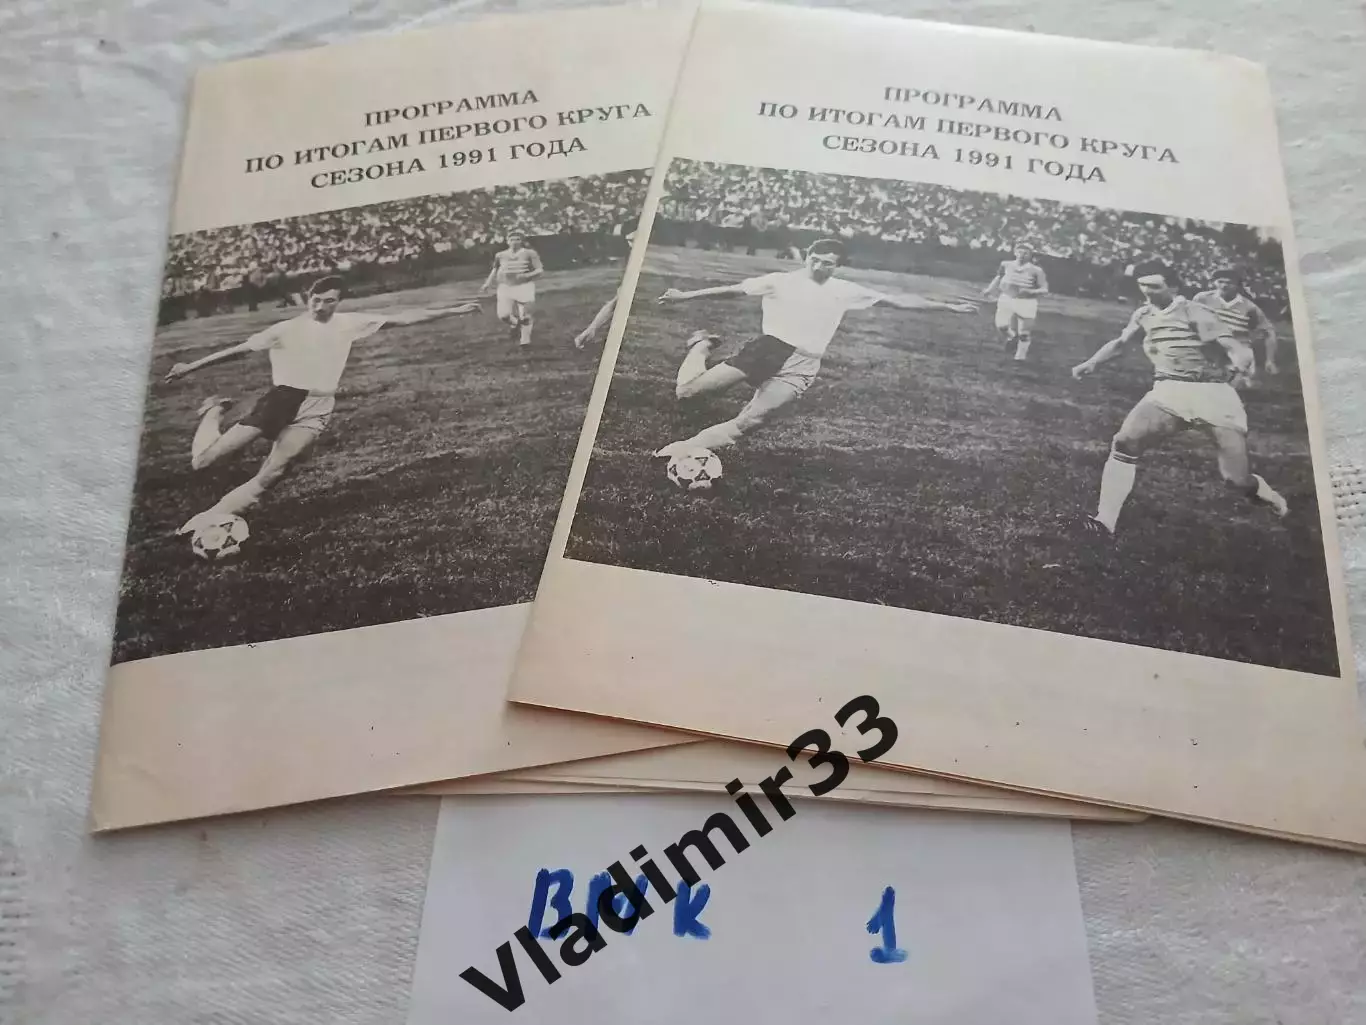 ПРОГРАММА
ПО ИТОГАМ ПЕРВОГО КРУГА
СЕЗОНА 1991 ГОДА
ПРОГРАММА
ПО ИТОГАМ ПЕРВОГО КРУГА
СЕЗОНА 1991 ГОДА
Vladimir33
1